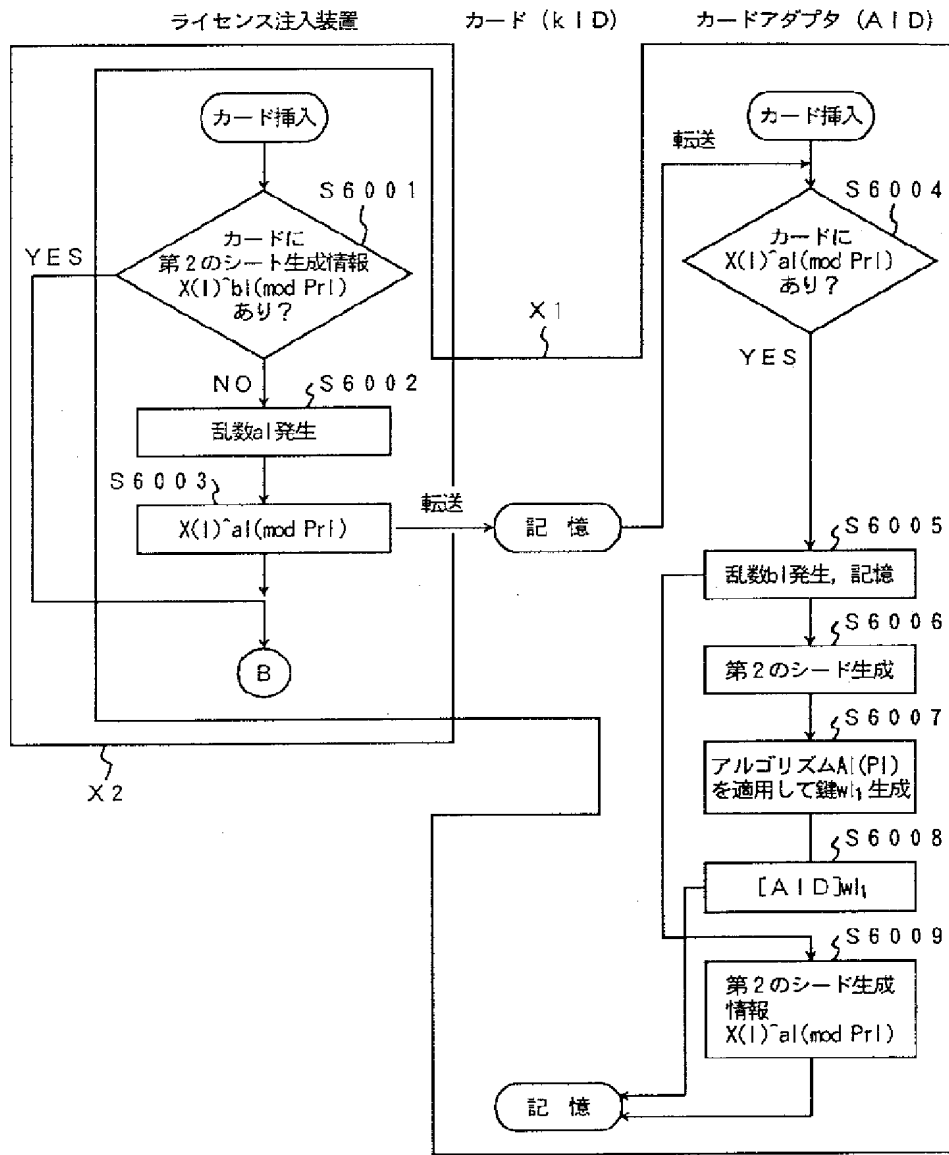 ライセンス注入装置
カード(kID)
カードアダプタ(AID)
カード挿入
S6001
カードに
第2のシート生成情報
X(I)^bI(mod PrI)
あり?
YES
NO
S6002
乱数aI発生
S6003
X(I)^aI(mod PrI)
転送
B
X2
X1
記憶
転送
カード挿入
S6004
カードに
X(I)^aI(mod PrI)
あり?
YES
S6005
乱数bI発生,記憶
S6006
第2のシード生成
S6007
アルゴリズムAI(PI)
を適用して鍵wI₁生成
S6008
[AID]wI₁
S6009
第2のシード生成
情報
X(I)^aI(mod PrI)
記憶